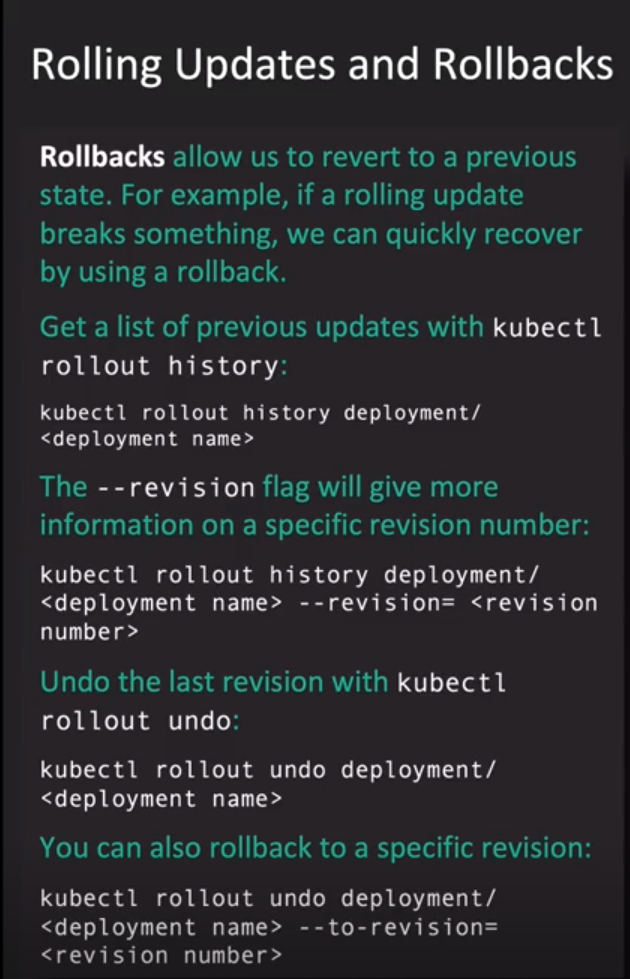 Rolling Updates and Rollbacks
Rollbacks allow us to revert to a previous
state. For example, if a rolling update
breaks something, we can quickly recover
by using a rollback.
Get a list of previous updates with kubectl
rollout history:
kubectl rollout history deployment/
<deployment name>
The --revision flag will give more
information on a specific revision number:
kubectl rollout history deployment/
<deployment name> --revision= <revision
number>
Undo the last revision with kubectl
rollout undo:
kubectl rollout undo deployment/
<deployment name>
You can also rollback to a specific revision:
kubectl rollout undo deployment/
<deployment name> --to-revision=
<revision number>